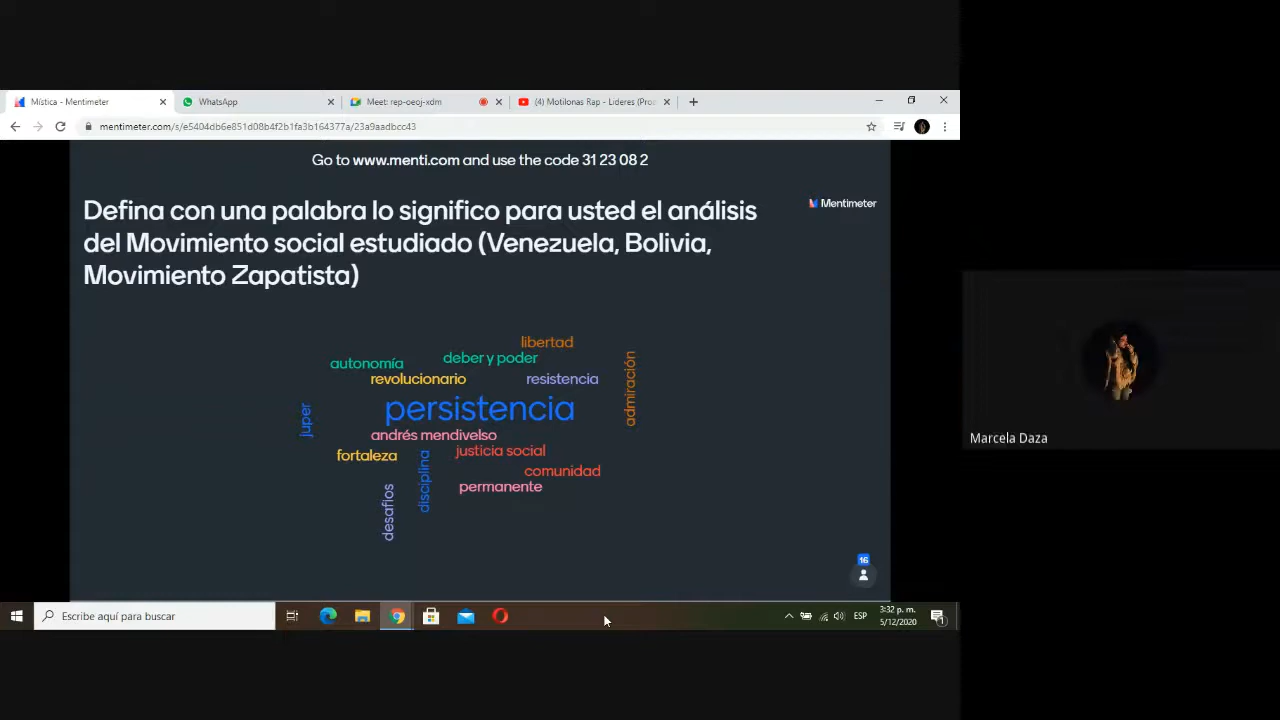 Mística - Mentimeter
WhatsApp
Meet: rep-oeoj-xdm
(4) Motilonas Rap - Lideres (Pro
mentimeter.com/s/e5404db6e851d08b4f2b1fa3b164377a/23a9aadbcc43
Go to www.menti.com and use the code 31 23 08 2
Defina con una palabra lo significo para usted el análisis
del Movimiento social estudiado (Venezuela, Bolivia,
Movimiento Zapatista)
Mentimeter
libertad
autonomía
deber y poder
revolucionario
resistencia
admiración
persistencia
juper
andrés mendivelso
fortaleza
justicia social
disciplina
comunidad
permanente
desafios
16
Marcela Daza
Escribe aquí para buscar
ESP
3:32 p. m.
5/12/2020
1